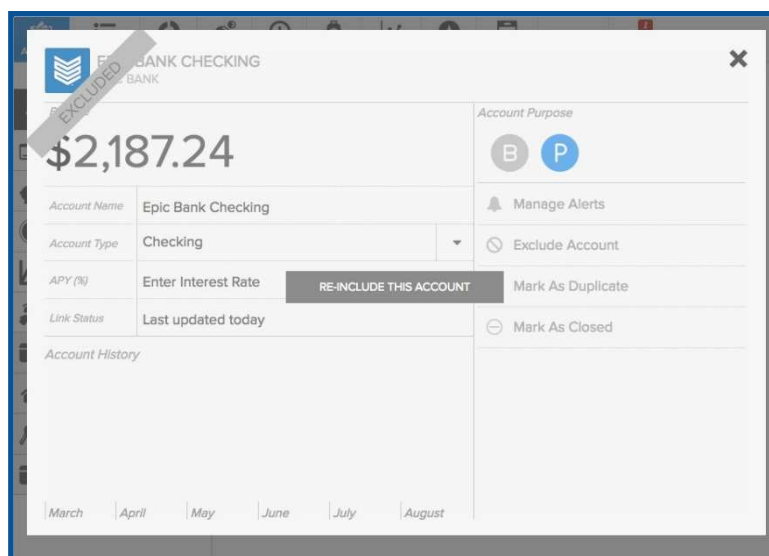 EXCLUDED
BANK CHECKING
BANK
$2,187.24
Account Name
Epic Bank Checking
Account Type
Checking
APY (%)
Enter Interest Rate
Link Status
Last updated today
RE-INCLUDE THIS ACCOUNT
Account History
March April May June July August
Account Purpose
B P
Manage Alerts
Exclude Account
Mark As Duplicate
Mark As Closed